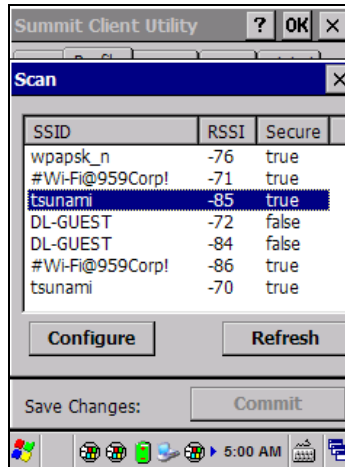 Summit Client Utility ? OK ×
Scan ×
SSID RSSI Secure
wpapsk_n -76 true
#Wi-Fi@959Corp! -71 true
tsunami -85 true
DL-GUEST -72 false
DL-GUEST -84 false
#Wi-Fi@959Corp! -86 true
tsunami -70 true
Configure Refresh
Save Changes: Commit
5:00 AM